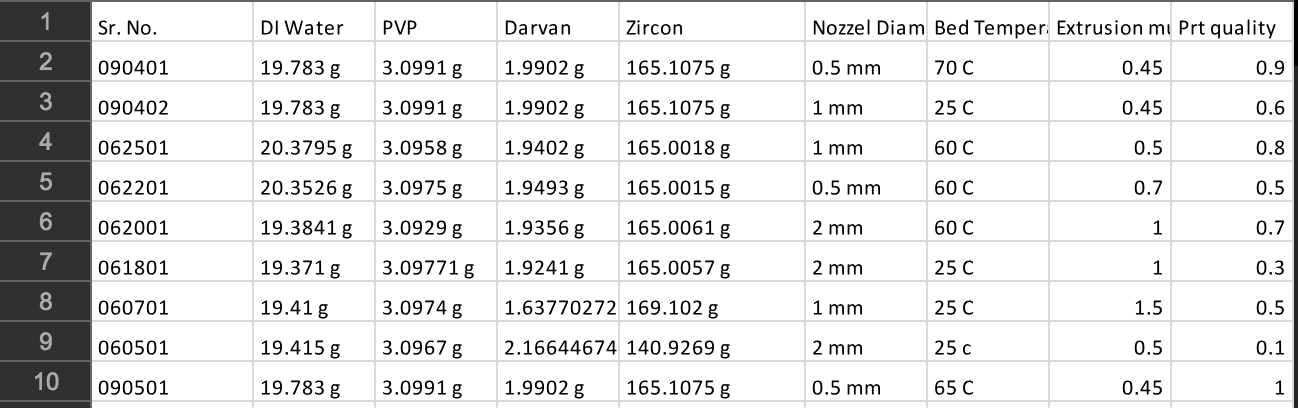 1 Sr. No. DI Water PVP Darvan Zircon Nozzel Diam Bed Tempera Extrusion mu Prt quality
2 090401 19.783 g 3.0991 g 1.9902 g 165.1075 g 0.5 mm 70 C 0.45 0.9
3 090402 19.783 g 3.0991 g 1.9902 g 165.1075 g 1 mm 25 C 0.45 0.6
4 062501 20.3795 g 3.0958 g 1.9402 g 165.0018 g 1 mm 60 C 0.5 0.8
5 062201 20.3526 g 3.0975 g 1.9493 g 165.0015 g 0.5 mm 60 C 0.7 0.5
6 062001 19.3841 g 3.0929 g 1.9356 g 165.0061 g 2 mm 60 C 1 0.7
7 061801 19.371 g 3.09771 g 1.9241 g 165.0057 g 2 mm 25 C 1 0.3
8 060701 19.41 g 3.0974 g 1.63770272 169.102 g 1 mm 25 C 1.5 0.5
9 060501 19.415 g 3.0967 g 2.16644674 140.9269 g 2 mm 25 c 0.5 0.1
10 090501 19.783 g 3.0991 g 1.9902 g 165.1075 g 0.5 mm 65 C 0.45 1